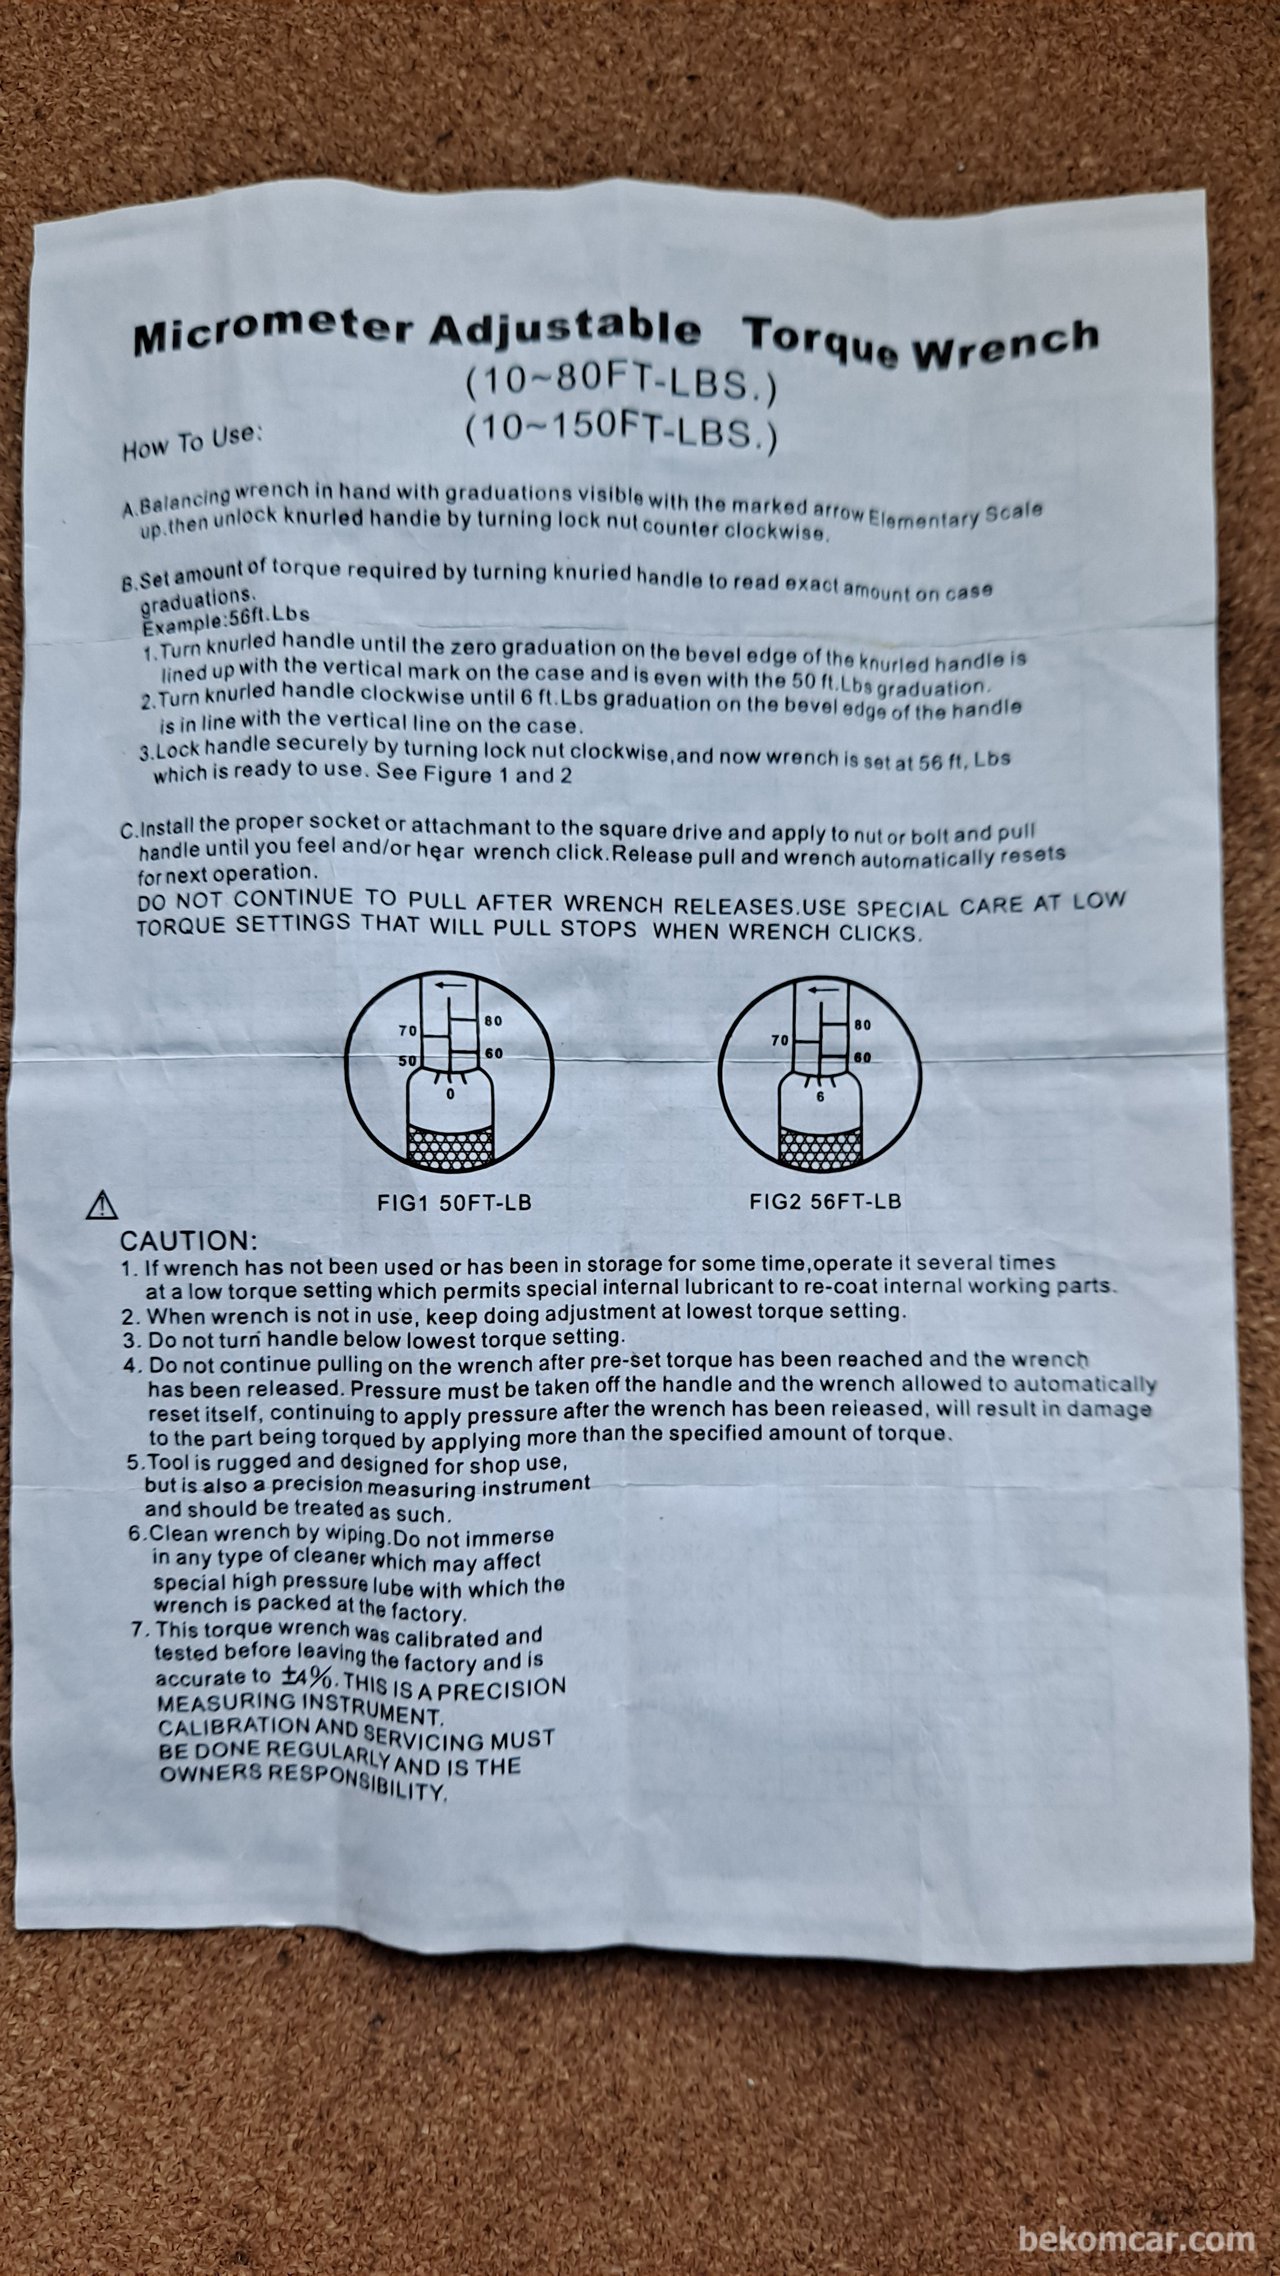 Micrometer Adjustable Torque Wrench
(10~80FT-LBS.)
(10~150FT-LBS.)
How To Use:
A.Balancing wrench in hand with graduations visible with the marked arrow Elementary Scale
up.then unlock knurled handie by turning lock nut counter clockwise.
B.Set amount of torque required by turning knuried handle to read exact amount on case
graduations.
Example:56ft.Lbs
1.Turn knurled handle until the zero graduation on the bevel edge of the knurled handle is
lined up with the vertical mark on the case and is even with the 50 ft.Lbs graduation.
2.Turn knurled handle clockwise until 6 ft.Lbs graduation on the bevel edge of the handle
is in line with the vertical line on the case.
3.Lock handle securely by turning lock nut clockwise,and now wrench is set at 56 ft, Lbs
which is ready to use. See Figure 1 and 2
C.Install the proper socket or attachmant to the square drive and apply to nut or bolt and pull
handle until you feel and/or hear wrench click.Release pull and wrench automatically resets
for next operation.
DO NOT CONTINUE TO PULL AFTER WRENCH RELEASES.USE SPECIAL CARE AT LOW
TORQUE SETTINGS THAT WILL PULL STOPS WHEN WRENCH CLICKS.
70 80
50 60
0
70 80
60
6
FIG1 50FT-LB
FIG2 56FT-LB
CAUTION:
1. If wrench has not been used or has been in storage for some time,operate it several times
at a low torque setting which permits special internal lubricant to re-coat internal working parts.
2. When wrench is not in use, keep doing adjustment at lowest torque setting.
3. Do not turn handle below lowest torque setting.
4. Do not continue pulling on the wrench after pre-set torque has been reached and the wrench
has been released. Pressure must be taken off the handle and the wrench allowed to automatically
reset itself, continuing to apply pressure after the wrench has been reieased, will result in damage
to the part being torqued by applying more than the specified amount of torque.
5.Tool is rugged and designed for shop use,
but is also a precision measuring instrument
and should be treated as such.
6.Clean wrench by wiping.Do not immerse
in any type of cleaner which may affect
special high pressure lube with which the
wrench is packed at the factory.
7. This torque wrench was calibrated and
tested before leaving the factory and is
accurate to ±4%. THIS IS A PRECISION
MEASURING INSTRUMENT.
CALIBRATION AND SERVICING MUST
BE DONE REGULARLY AND IS THE
OWNERS RESPONSIBILITY.
bekomcar.com